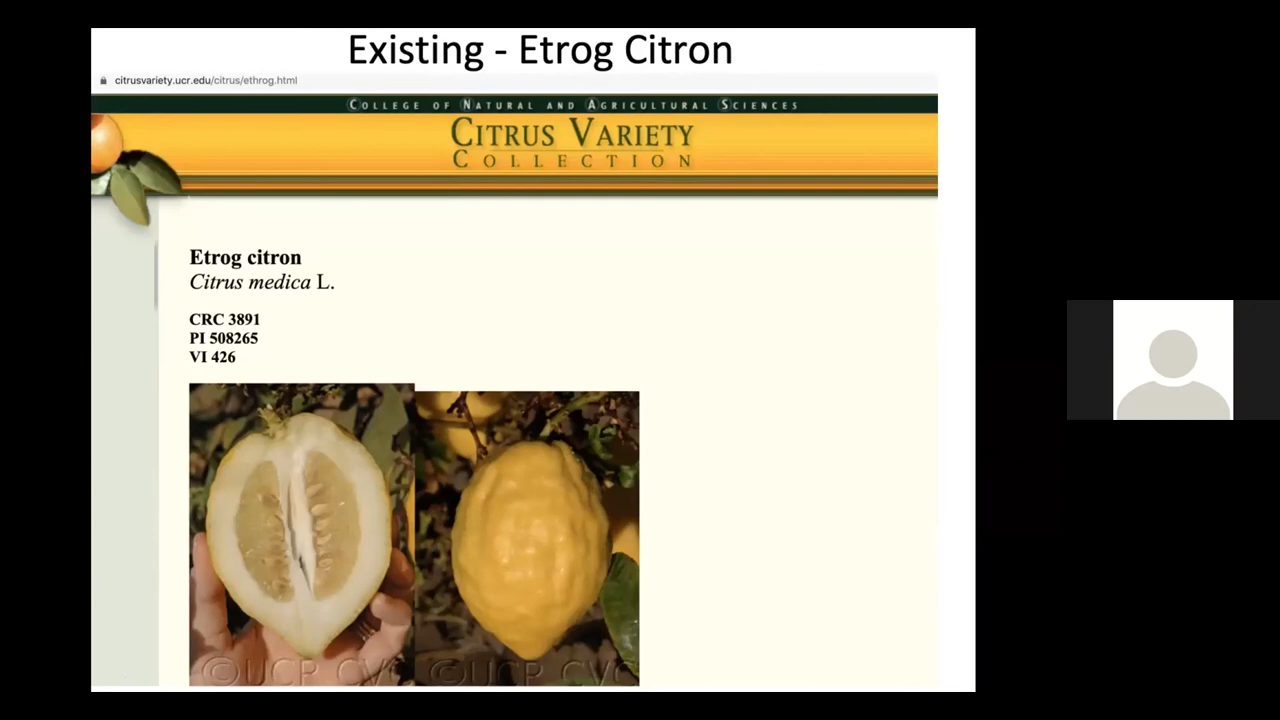 Existing - Etrog Citron
citrusvariety.ucr.edu/citrus/ethrog.html
COLLEGE OF NATURAL AND AGRICULTURAL SCIENCES
CITRUS VARIETY
COLLECTION
Etrog citron
Citrus medica L.
CRC 3891
PI 508265
VI 426
©UCR CVC ©UCR CVC